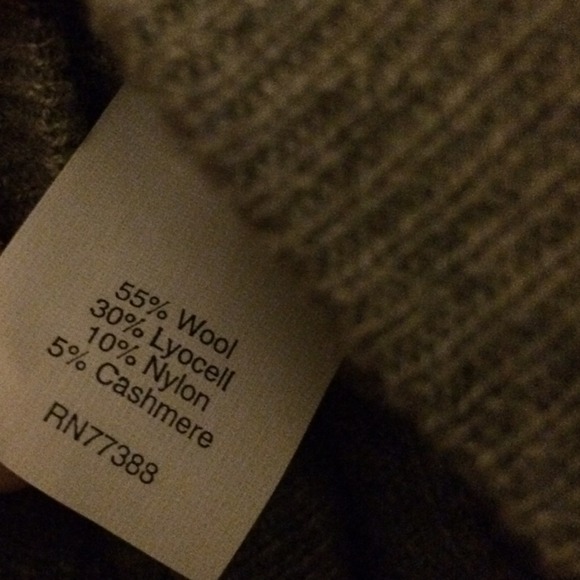 55% Wool
30% Lyocell
10% Nylon
5% Cashmere
RN77388